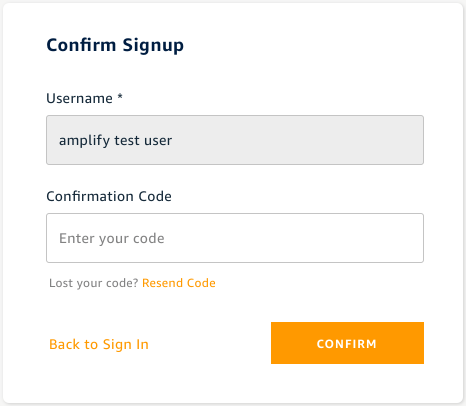 Confirm Signup
Username *
amplify test user
Confirmation Code
Enter your code
Lost your code? Resend Code
Back to Sign In
CONFIRM